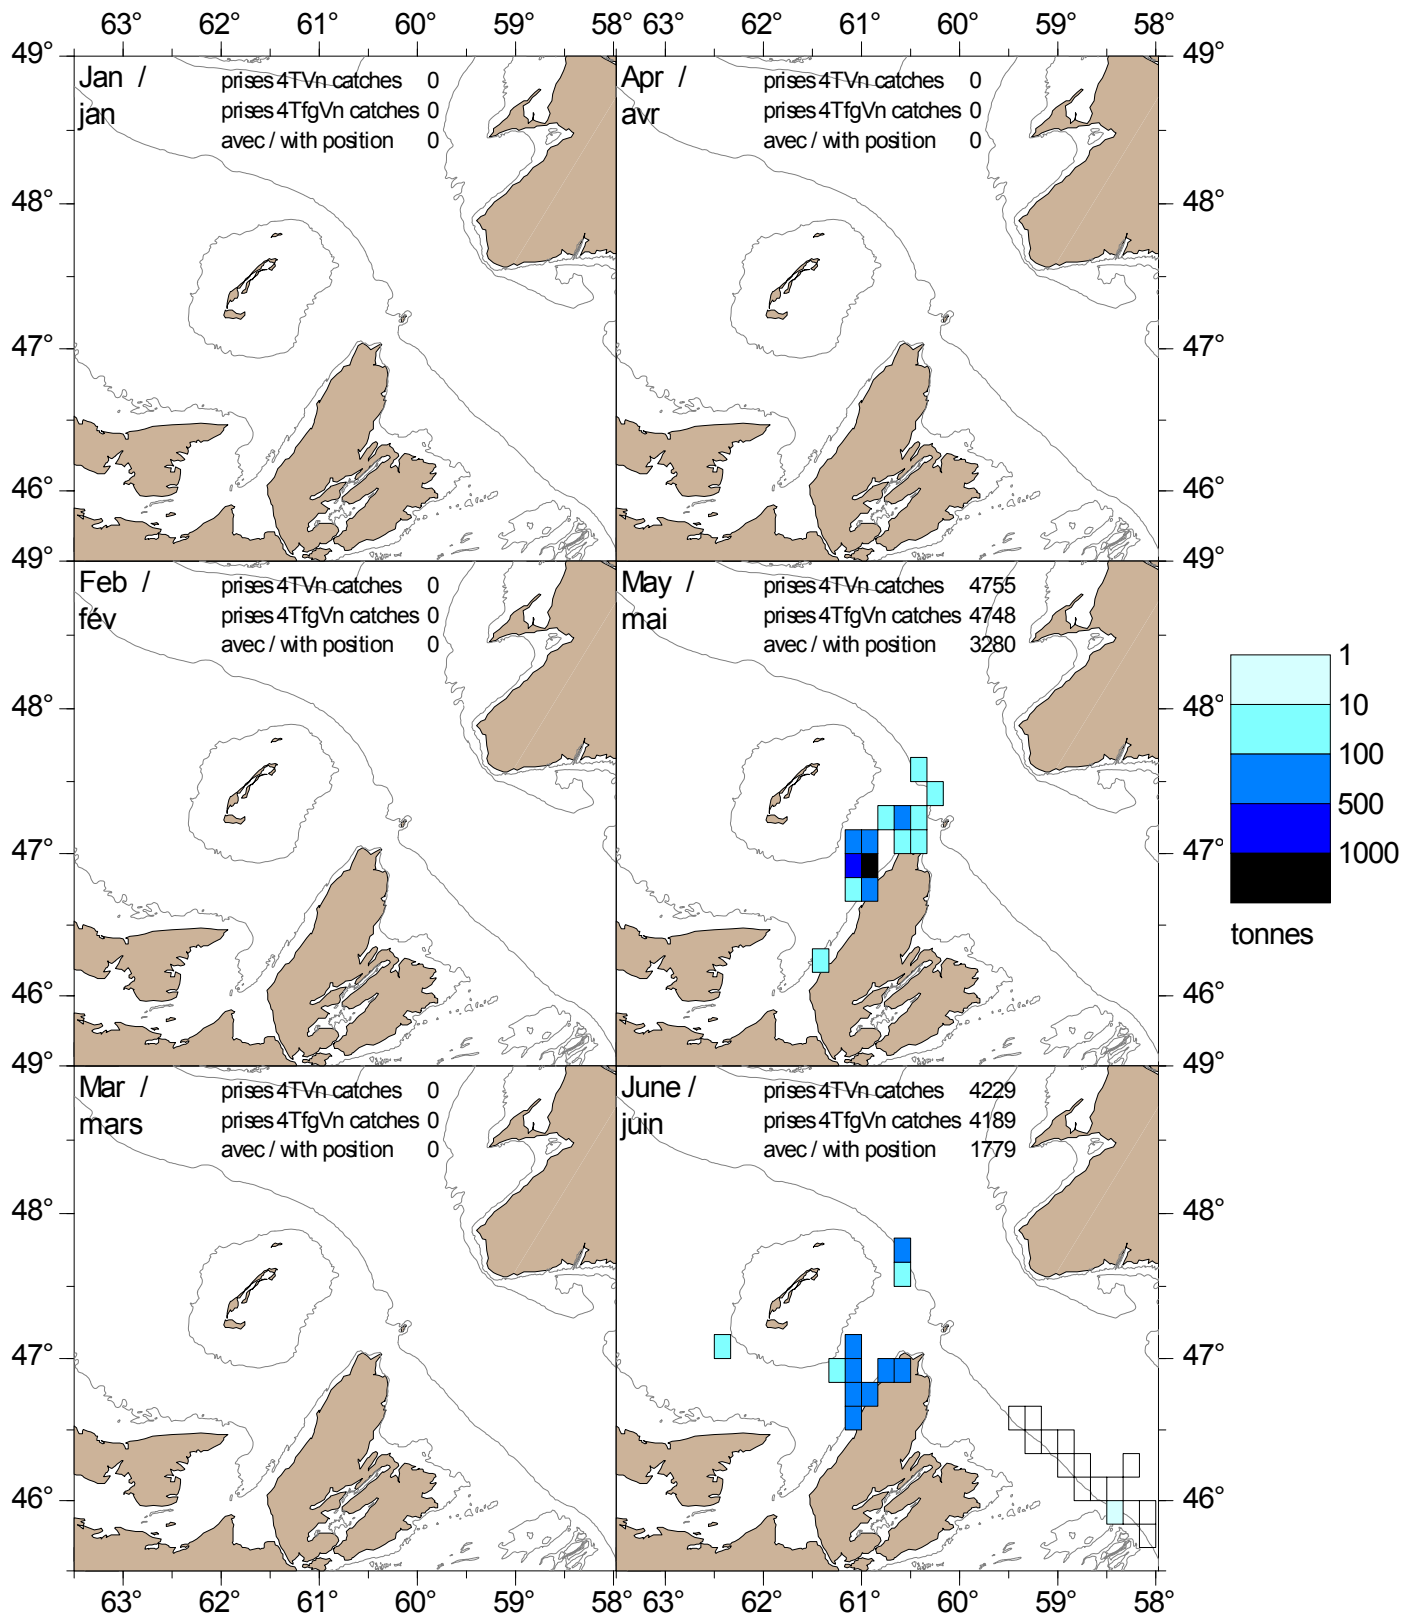 63° 62° 61° 60° 59° 58° 63° 62° 61° 60° 59° 58°
49° 49°
Jan / jan
prises 4TVn catches 0
prises 4TfgVn catches 0
avec / with position 0
Apr / avr
prises 4TVn catches 0
prises 4TfgVn catches 0
avec / with position 0
48° 48°
47° 47°
46° 46°
49° 49°
Feb / fév
prises 4TVn catches 0
prises 4TfgVn catches 0
avec / with position 0
May / mai
prises 4TVn catches 4755
prises 4TfgVn catches 4748
avec / with position 3280
48° 48°
47° 47°
46° 46°
49° 49°
1
10
100
500
1000
tonnes
Mar / mars
prises 4TVn catches 0
prises 4TfgVn catches 0
avec / with position 0
June / juin
prises 4TVn catches 4229
prises 4TfgVn catches 4189
avec / with position 1779
48° 48°
47° 47°
46° 46°
63° 62° 61° 60° 59° 58° 63° 62° 61° 60° 59° 58°